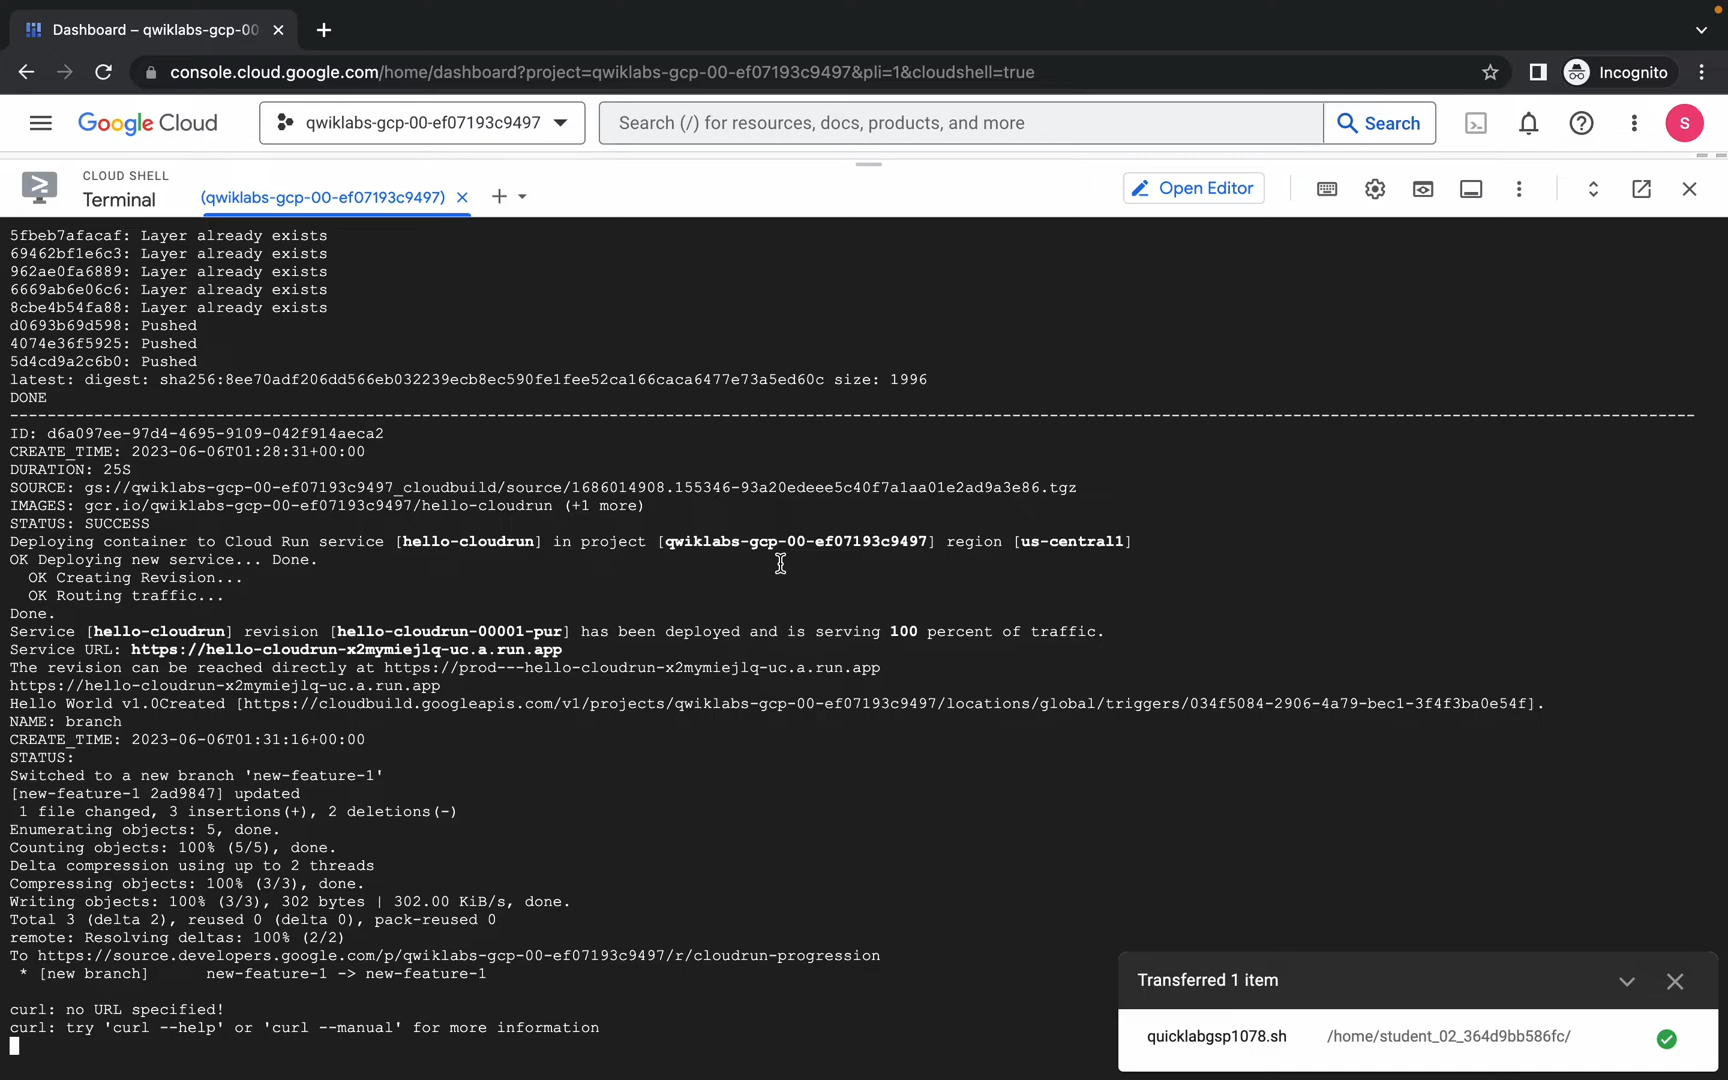 Dashboard – qwiklabs-gcp-00
console.cloud.google.com/home/dashboard?project=qwiklabs-gcp-00-ef07193c9497&pli=1&cloudshell=true
Incognito
Google Cloud
qwiklabs-gcp-00-ef07193c9497
Search (/) for resources, docs, products, and more
Search
S
CLOUD SHELL
Terminal
(qwiklabs-gcp-00-ef07193c9497)
Open Editor
5fbeb7afacaf: Layer already exists
69462bf1e6c3: Layer already exists
962ae0fa6889: Layer already exists
6669ab6e06c6: Layer already exists
8cbe4b54fa88: Layer already exists
d0693b69d598: Pushed
4074e36f5925: Pushed
5d4cd9a2c6b0: Pushed
latest: digest: sha256:8ee70adf206dd566eb032239ecb8ec590fe1fee52ca166caca6477e73a5ed60c size: 1996
DONE
--------------------------------------------------------------------------------
ID: d6a097ee-97d4-4695-9109-042f914aeca2
CREATE_TIME: 2023-06-06T01:28:31+00:00
DURATION: 25S
SOURCE: gs://qwiklabs-gcp-00-ef07193c9497_cloudbuild/source/1686014908.155346-93a20edeee5c40f7a1aa01e2ad9a3e86.tgz
IMAGES: gcr.io/qwiklabs-gcp-00-ef07193c9497/hello-cloudrun (+1 more)
STATUS: SUCCESS
Deploying container to Cloud Run service [hello-cloudrun] in project [qwiklabs-gcp-00-ef07193c9497] region [us-central1]
OK Deploying new service... Done.
OK Creating Revision...
OK Routing traffic...
Done.
Service [hello-cloudrun] revision [hello-cloudrun-00001-pur] has been deployed and is serving 100 percent of traffic.
Service URL: https://hello-cloudrun-x2mymiejlq-uc.a.run.app
The revision can be reached directly at https://prod---hello-cloudrun-x2mymiejlq-uc.a.run.app
https://hello-cloudrun-x2mymiejlq-uc.a.run.app
Hello World v1.0Created [https://cloudbuild.googleapis.com/v1/projects/qwiklabs-gcp-00-ef07193c9497/locations/global/triggers/034f5084-2906-4a79-bec1-3f4f3ba0e54f].
NAME: branch
CREATE_TIME: 2023-06-06T01:31:16+00:00
STATUS:
Switched to a new branch 'new-feature-1'
[new-feature-1 2ad9847] updated
1 file changed, 3 insertions(+), 2 deletions(-)
Enumerating objects: 5, done.
Counting objects: 100% (5/5), done.
Delta compression using up to 2 threads
Compressing objects: 100% (3/3), done.
Writing objects: 100% (3/3), 302 bytes | 302.00 KiB/s, done.
Total 3 (delta 2), reused 0 (delta 0), pack-reused 0
remote: Resolving deltas: 100% (2/2)
To https://source.developers.google.com/p/qwiklabs-gcp-00-ef07193c9497/r/cloudrun-progression
* [new branch] new-feature-1 -> new-feature-1
curl: no URL specified!
curl: try 'curl --help' or 'curl --manual' for more information
Transferred 1 item
quicklabgsp1078.sh /home/student_02_364d9bb586fc/